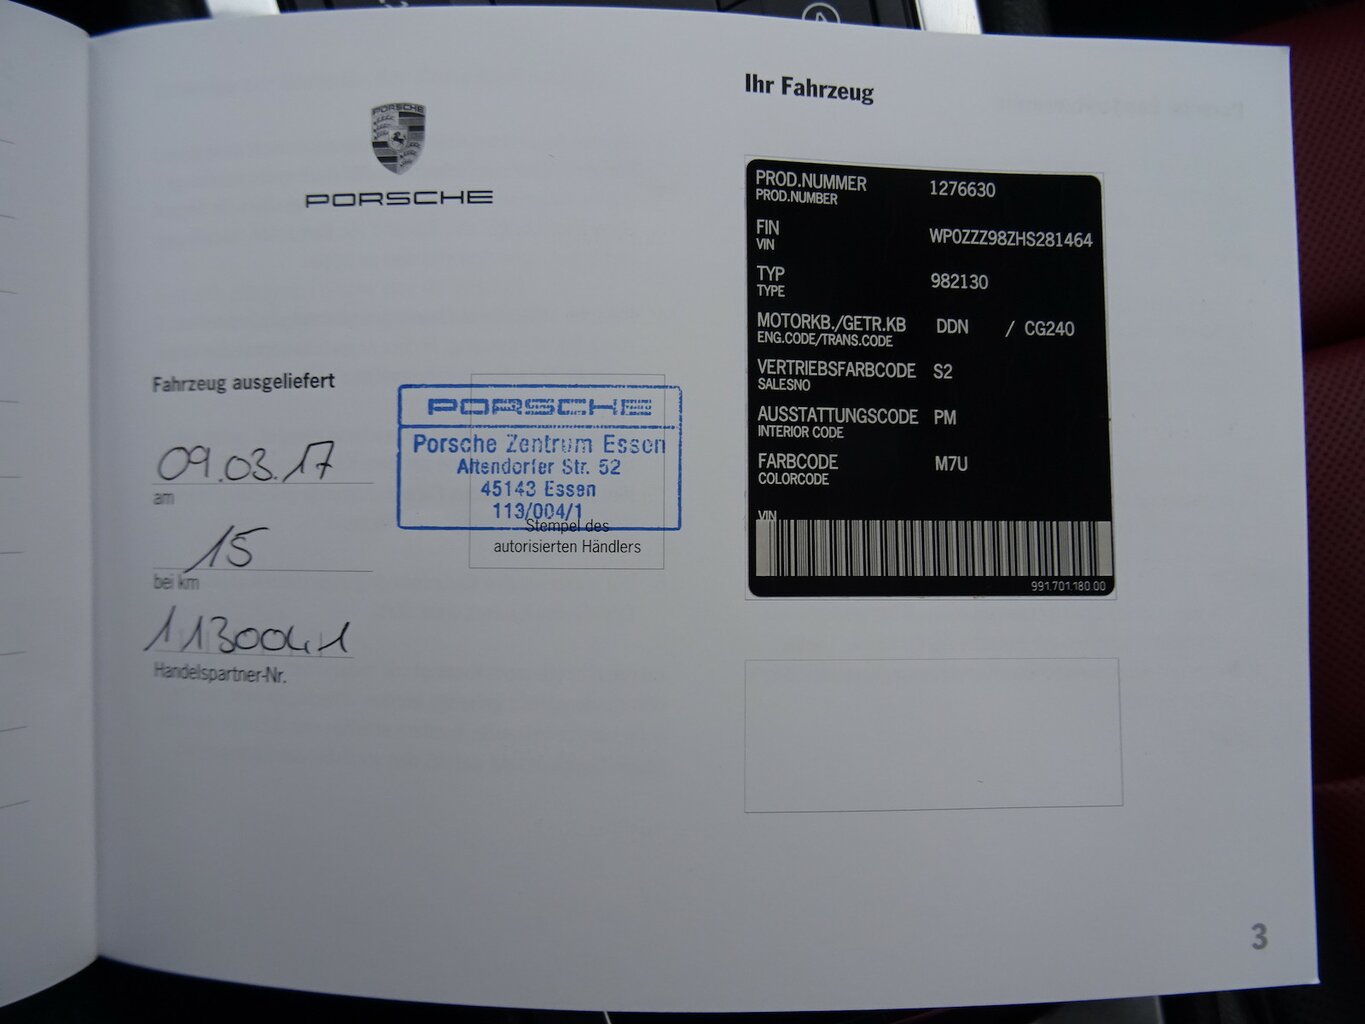 PORSCHE
PORSCHE
Fahrzeug ausgeliefert
09.03.17
am
15
bei km
1130041
Handelspartner-Nr.
PORSCHE
Porsche Zentrum Essen
Altendorfer Str. 52
45143 Essen
113/004/1
Stempel des
autorisierten Händlers
Ihr Fahrzeug
PROD.NUMMER 1276630
PROD.NUMBER
FIN WP0ZZZ98ZHS281464
VIN
TYP 982130
TYPE
MOTORKB./GETR.KB DDN / CG240
ENG.CODE/TRANS.CODE
VERTRIEBSFARBCODE S2
SALESNO
AUSSTATTUNGSCODE PM
INTERIOR CODE
FARBCODE M7U
COLORCODE
VIN
991.701.180.00
3